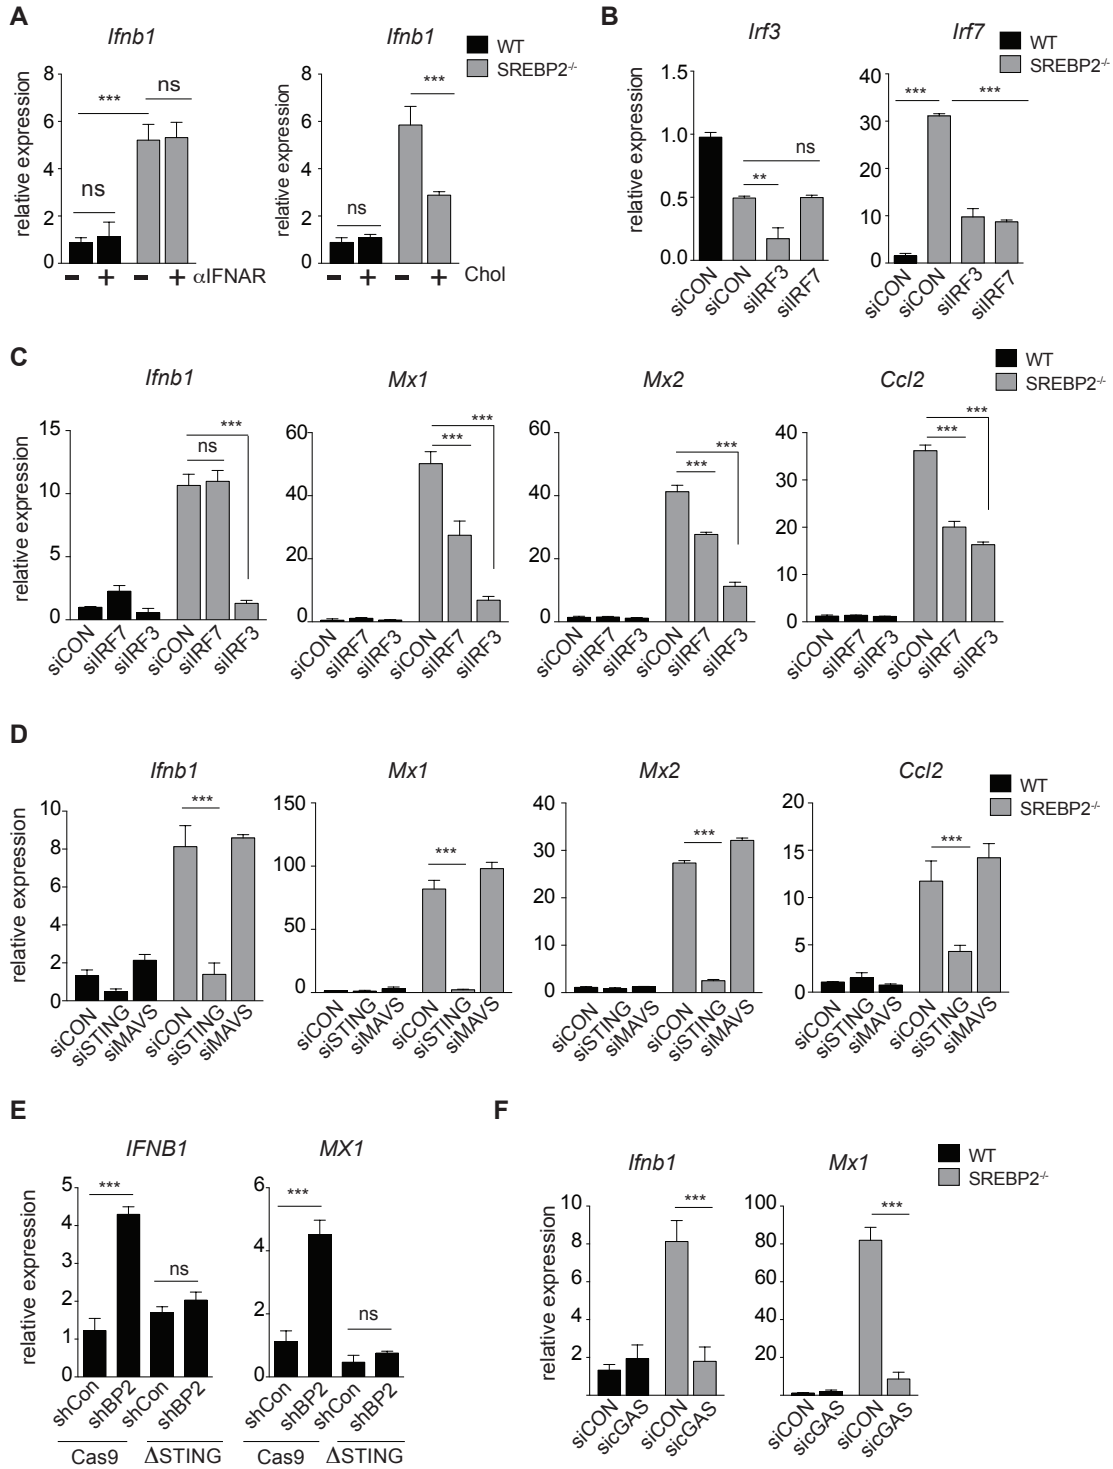 A
Ifnb1
Ifnb1
WT
SREBP2-/-
relative expression
8
6
4
2
0
***
ns
ns
− + − + αIFNAR
relative expression
8
6
4
2
0
***
ns
− + − + Chol
B
Irf3
Irf7
WT
SREBP2-/-
relative expression
1.5
1.0
0.5
0.0
ns
**
siCON siCON siIRF3 siIRF7
40
30
20
10
0
*** ***
siCON siCON siIRF3 siIRF7
C
WT
SREBP2-/-
Ifnb1
Mx1
Mx2
Ccl2
relative expression
15
10
5
0
***
ns
siCON siIRF7 siIRF3 siCON siIRF7 siIRF3
60
40
20
0
***
***
siCON siIRF7 siIRF3 siCON siIRF7 siIRF3
60
40
20
0
***
***
siCON siIRF7 siIRF3 siCON siIRF7 siIRF3
40
30
20
10
0
***
***
siCON siIRF7 siIRF3 siCON siIRF7 siIRF3
D
Ifnb1
Mx1
Mx2
Ccl2
WT
SREBP2-/-
relative expression
10
8
6
4
2
0
***
siCON siSTING siMAVS siCON siSTING siMAVS
150
100
50
0
***
siCON siSTING siMAVS siCON siSTING siMAVS
40
30
20
10
0
***
siCON siSTING siMAVS siCON siSTING siMAVS
20
15
10
5
0
***
siCON siSTING siMAVS siCON siSTING siMAVS
E
IFNB1
MX1
relative expression
5
4
3
2
1
0
***
ns
shCon shBP2 shCon shBP2
Cas9 ΔSTING
6
4
2
0
***
ns
shCon shBP2 shCon shBP2
Cas9 ΔSTING
F
WT
SREBP2-/-
Ifnb1
Mx1
relative expression
10
8
6
4
2
***
siCON sicGAS siCON sicGAS
100
80
60
40
20
***
siCON sicGAS siCON sicGAS